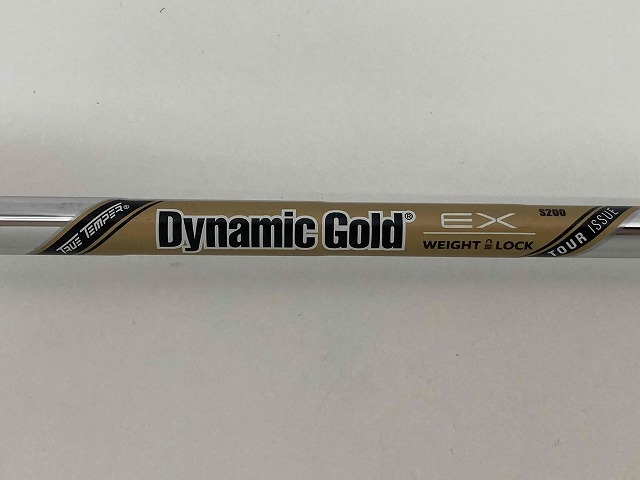 TRUE TEMPER®
Dynamic Gold®
EX
WEIGHT LOCK
S200
TOUR ISSUE